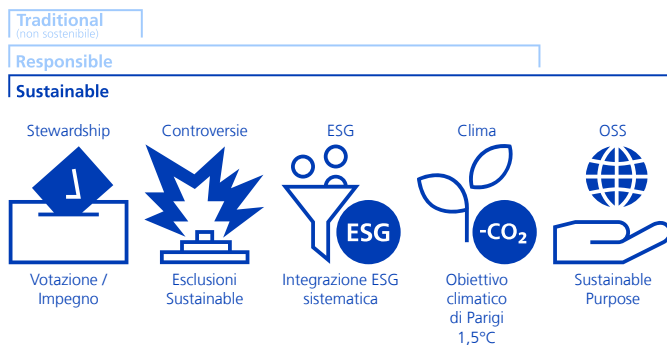 Traditional
(non sostenibile)
Responsible
Sustainable
Stewardship
Controversie
ESG
Clima
OSS
ESG
-CO₂
Votazione /
Impegno
Esclusioni
Sustainable
Integrazione ESG
sistematica
Obiettivo
climatico
di Parigi
1,5°C
Sustainable
Purpose